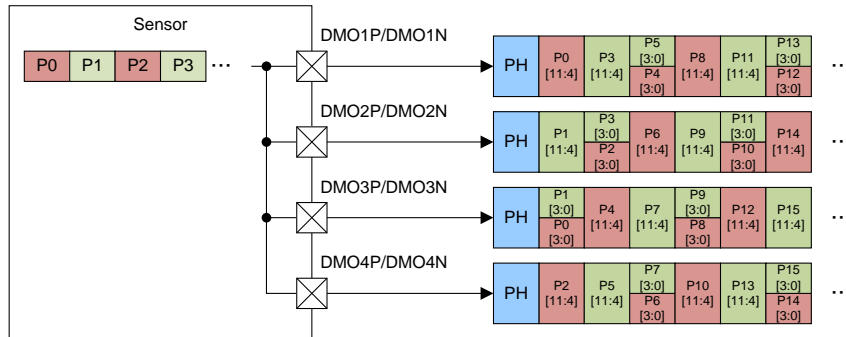 Sensor
P0 P1 P2 P3 ...
DMO1P/DMO1N
PH
P0
[11:4]
P3
[11:4]
P5
[3:0]
P4
[3:0]
P8
[11:4]
P11
[11:4]
P13
[3:0]
P12
[3:0]
..
DMO2P/DMO2N
PH
P1
[11:4]
P3
[3:0]
P2
[3:0]
P6
[11:4]
P9
[11:4]
P11
[3:0]
P10
[3:0]
P14
[11:4]
..
DMO3P/DMO3N
PH
P1
[3:0]
P0
[3:0]
P4
[11:4]
P7
[11:4]
P9
[3:0]
P8
[3:0]
P12
[11:4]
P15
[11:4]
..
DMO4P/DMO4N
PH
P2
[11:4]
P5
[11:4]
P7
[3:0]
P6
[3:0]
P10
[11:4]
P13
[11:4]
P15
[3:0]
P14
[3:0]
..